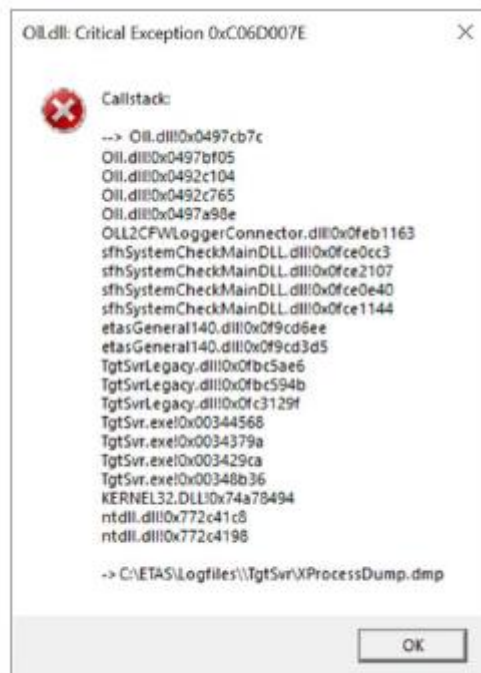 Oll.dll: Critical Exception 0xC06D007E
Callstack:
--> Oll.dll!0x0497cb7c
Oll.dll!0x0497bf05
Oll.dll!0x0492c104
Oll.dll!0x0492c765
Oll.dll!0x0497a98e
OLL2CFWLoggerConnector.dll!0x0feb1163
sfhSystemCheckMainDLL.dll!0x0fce0cc3
sfhSystemCheckMainDLL.dll!0x0fce2107
sfhSystemCheckMainDLL.dll!0x0fce0e40
sfhSystemCheckMainDLL.dll!0x0fce1144
etasGeneral140.dll!0x0f9cd6ee
etasGeneral140.dll!0x0f9cd3d5
TgtSvrLegacy.dll!0x0fbc5ae6
TgtSvrLegacy.dll!0x0fbc594b
TgtSvrLegacy.dll!0x0fc3129f
TgtSvr.exe!0x00344568
TgtSvr.exe!0x0034379a
TgtSvr.exe!0x003429ca
TgtSvr.exe!0x00348b36
KERNEL32.DLL!0x74a78494
ntdll.dll!0x772c41c8
ntdll.dll!0x772c4198
-> C:\ETAS\Logfiles\\TgtSvr\XProcessDump.dmp
OK